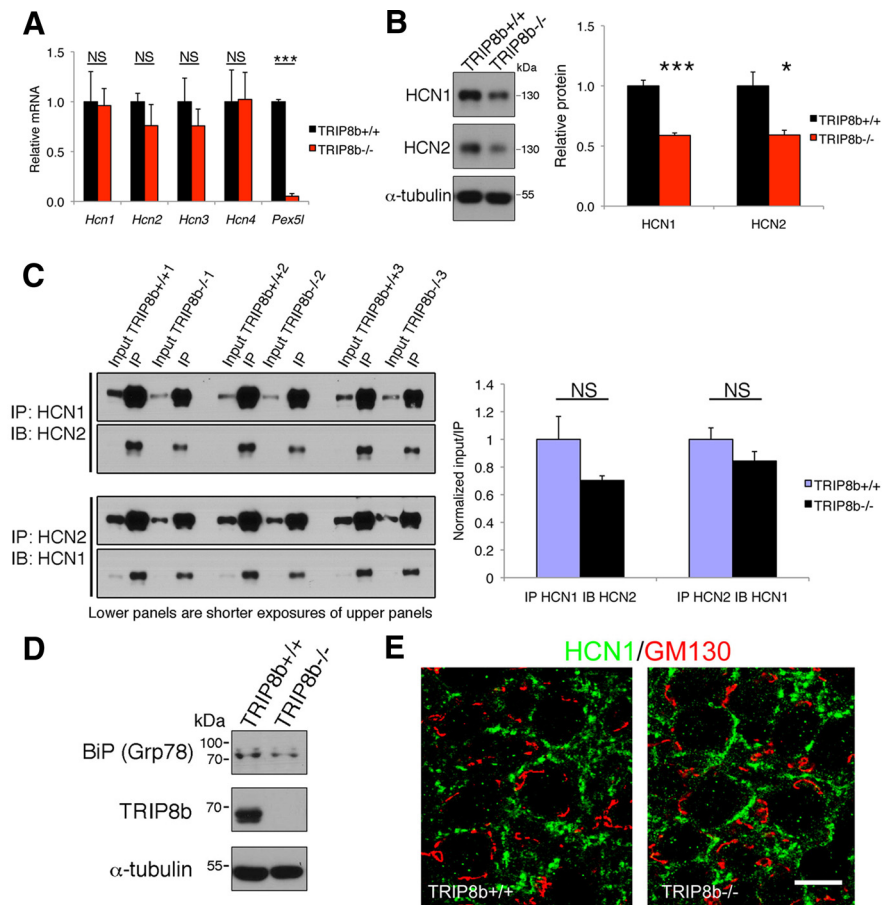 A
NS NS NS NS ***
1.5
1.0
0.5
0.0
Relative mRNA
Hcn1 Hcn2 Hcn3 Hcn4 Pex5l
TRIP8b+/+
TRIP8b-/-
B
TRIP8b+/+
TRIP8b-/-
kDa
HCN1
130
HCN2
130
α-tubulin
55
1.5
1.0
0.5
0.0
Relative protein
***
*
HCN1 HCN2
TRIP8b+/+
TRIP8b-/-
C
Input TRIP8b+/+1
IP
Input TRIP8b-/-1
IP
Input TRIP8b+/+2
IP
Input TRIP8b-/-2
IP
Input TRIP8b+/+3
IP
Input TRIP8b-/-3
IP
IP: HCN1
IB: HCN2
IP: HCN2
IB: HCN1
Lower panels are shorter exposures of upper panels
1.4
1.2
1
0.8
0.6
0.4
0.2
0
Normalized input/IP
NS NS
IP HCN1 IB HCN2 IP HCN2 IB HCN1
TRIP8b+/+
TRIP8b-/-
D
TRIP8b+/+
TRIP8b-/-
kDa
BiP (Grp78)
100
70
TRIP8b
70
α-tubulin
55
E
HCN1/GM130
TRIP8b+/+
TRIP8b-/-